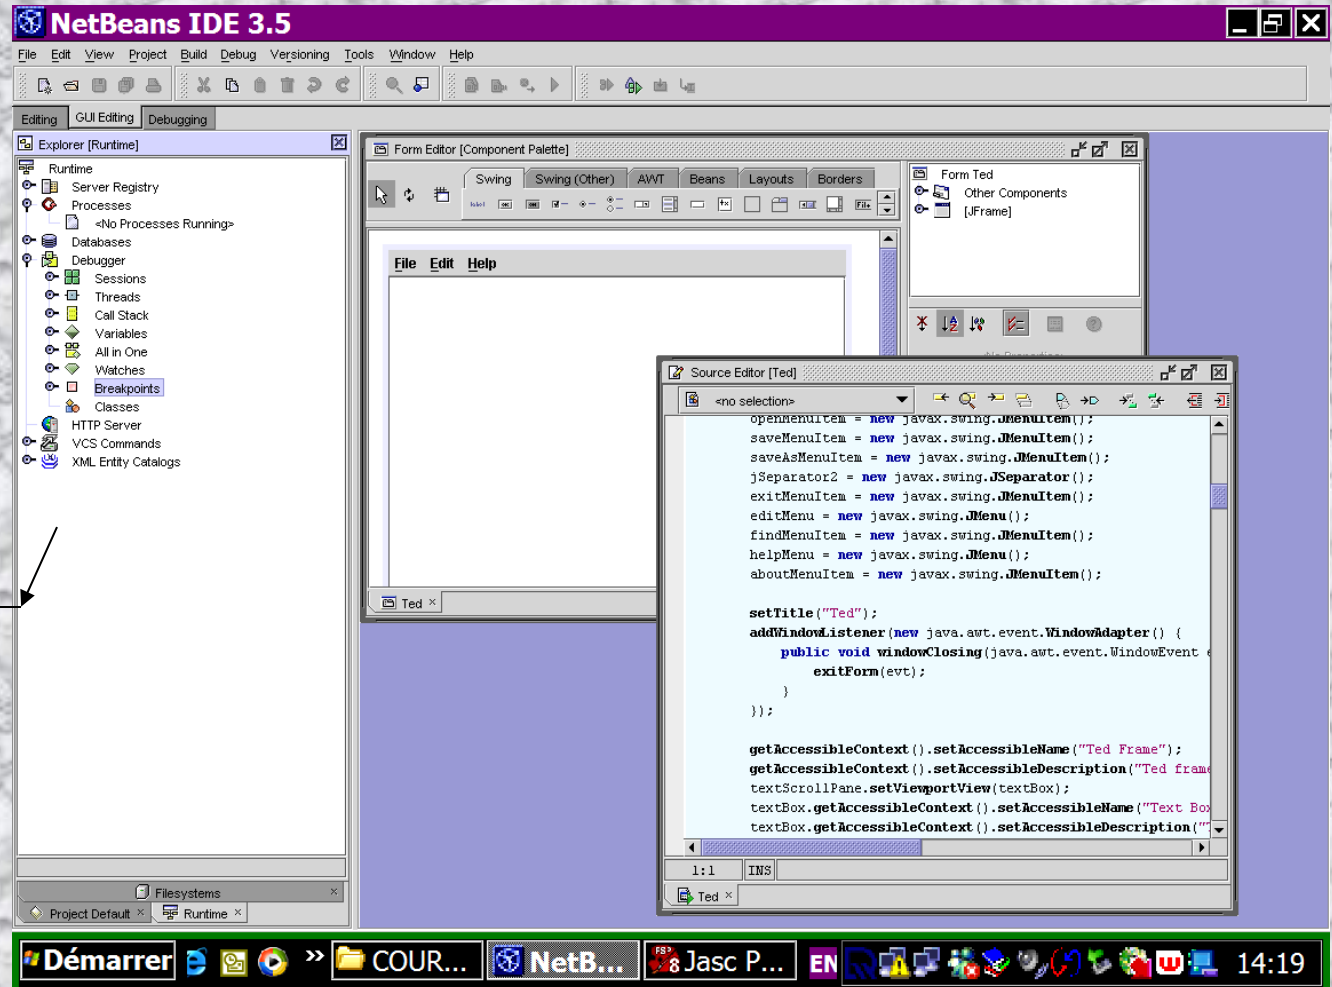 NetBeans IDE 3.5
File Edit View Project Build Debug Versioning Tools Window Help
Editing GUI Editing Debugging
Explorer [Runtime]
Runtime
Server Registry
Processes
<No Processes Running>
Databases
Debugger
Sessions
Threads
Call Stack
Variables
All in One
Watches
Breakpoints
Classes
HTTP Server
VCS Commands
XML Entity Catalogs
Filesystems
Project Default Runtime
Form Editor [Component Palette]
Swing Swing (Other) AWT Beans Layouts Borders
File Edit Help
Ted
Form Ted
Other Components
[JFrame]
Source Editor [Ted]
<no selection>
openMenuItem = new javax.swing.JMenuItem();
saveMenuItem = new javax.swing.JMenuItem();
saveAsMenuItem = new javax.swing.JMenuItem();
jSeparator2 = new javax.swing.JSeparator();
exitMenuItem = new javax.swing.JMenuItem();
editMenu = new javax.swing.JMenu();
findMenuItem = new javax.swing.JMenuItem();
helpMenu = new javax.swing.JMenu();
aboutMenuItem = new javax.swing.JMenuItem();
setTitle("Ted");
addWindowListener(new java.awt.event.WindowAdapter() {
public void windowClosing(java.awt.event.WindowEvent
exitForm(evt);
}
});
getAccessibleContext().setAccessibleName("Ted Frame");
getAccessibleContext().setAccessibleDescription("Ted frame
textScrollPane.setViewportView(textBox);
textBox.getAccessibleContext().setAccessibleName("Text Box
textBox.getAccessibleContext().setAccessibleDescription("
1:1 INS
Ted
Démarrer » COUR... NetB... Jasc P... EN 14:19